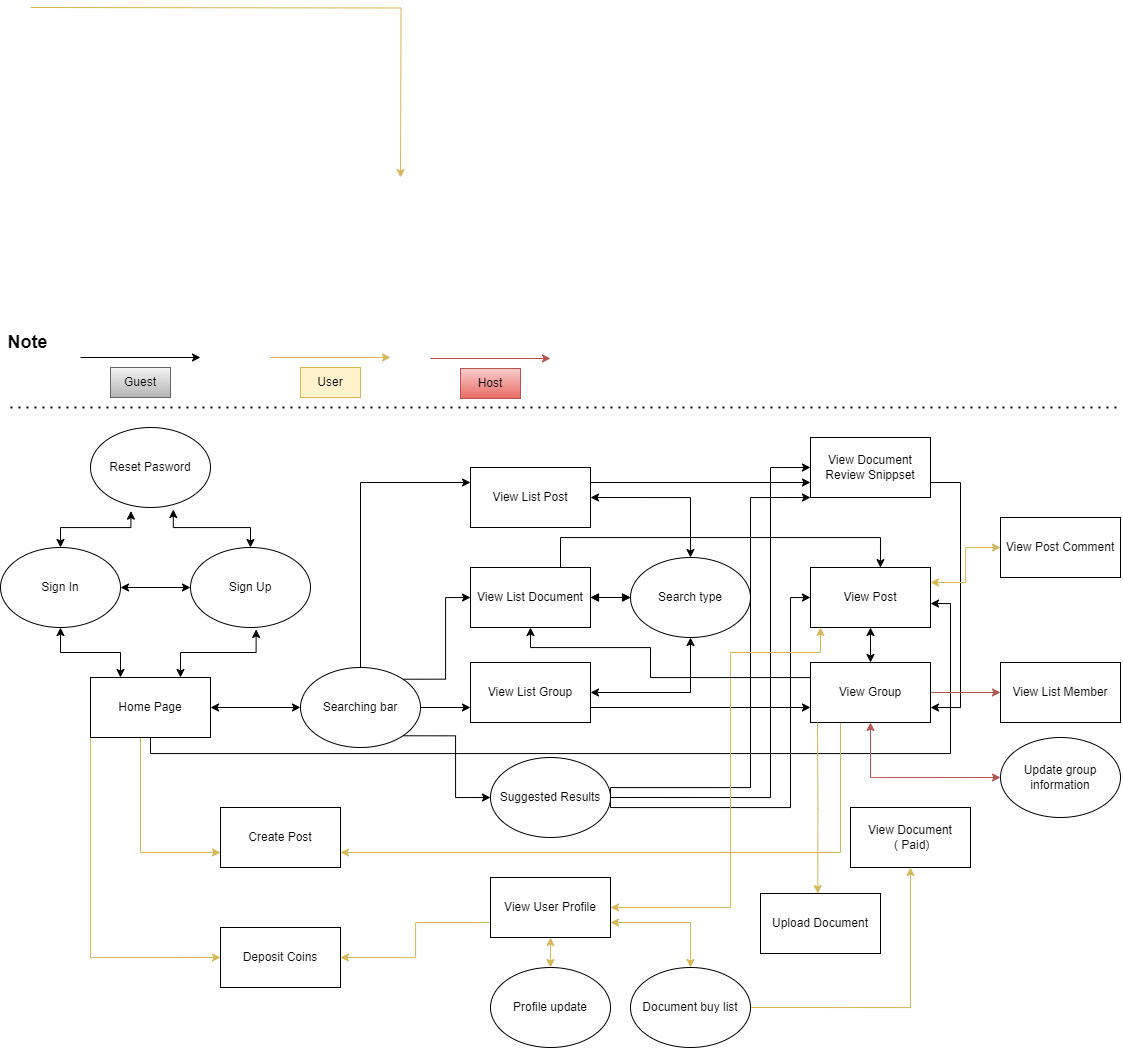 Note
Guest
User
Host
Reset Pasword
View List Post
View Document
Review Snippset
View Post Comment
Sign In
Sign Up
View List Document
Search type
View Post
Home Page
Searching bar
View List Group
View Group
View List Member
Suggested Results
Update group
information
Create Post
View Document
( Paid)
View User Profile
Upload Document
Deposit Coins
Profile update
Document buy list